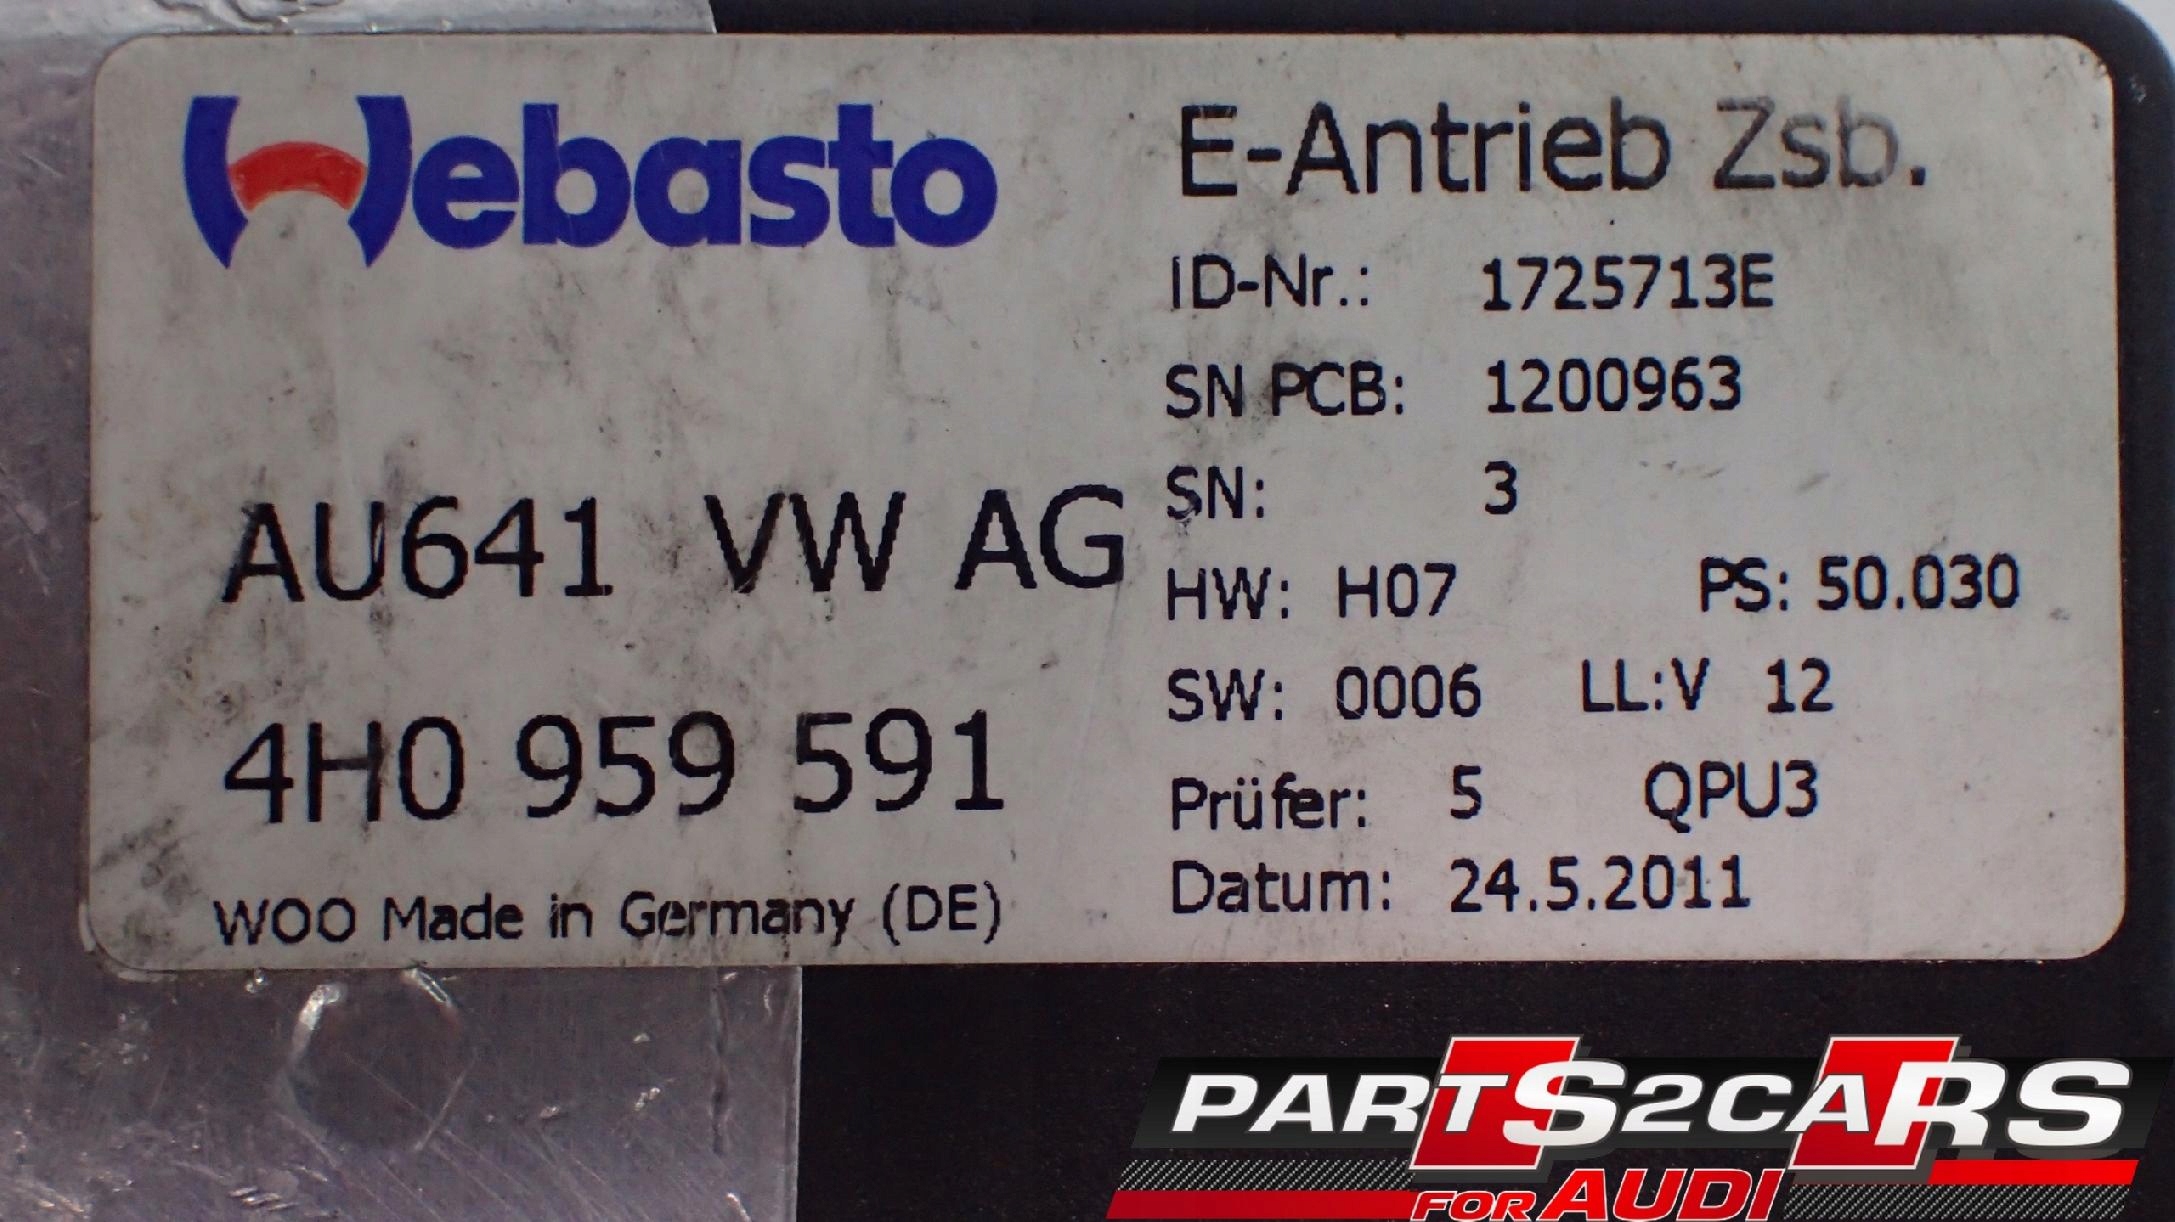 Webasto
AU641 VW AG
4H0 959 591
WOO Made in Germany (DE)
E-Antrieb Zsb.
ID-Nr.: 1725713E
SN PCB: 1200963
SN: 3
HW: H07 PS: 50.030
SW: 0006 LL:V 12
Prüfer: 5 QPU3
Datum: 24.5.2011
PARTS2CARS
FOR AUDI